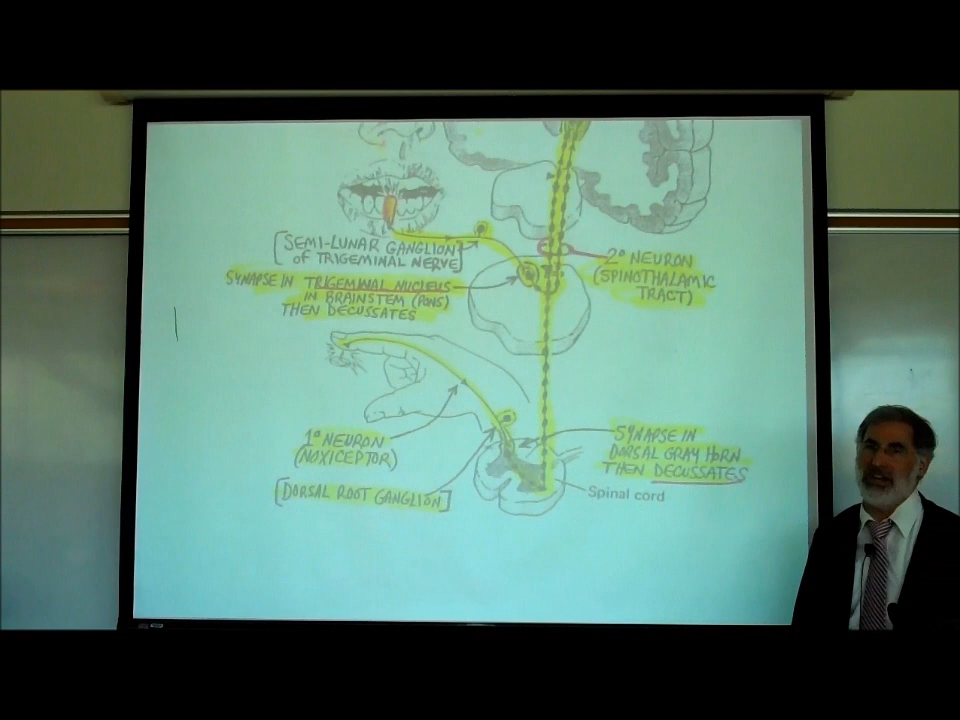 [SEMI-LUNAR GANGLION
of TRIGEMINAL NERVE]
SYNAPSE IN TRIGEMINAL NUCLEUS
IN BRAINSTEM (PONS)
THEN DECUSSATES
2° NEURON
(SPINOTHALAMIC
TRACT)
1° NEURON
(NOXICEPTOR)
[DORSAL ROOT GANGLION]
SYNAPSE IN
DORSAL GRAY HORN
THEN DECUSSATES
Spinal cord